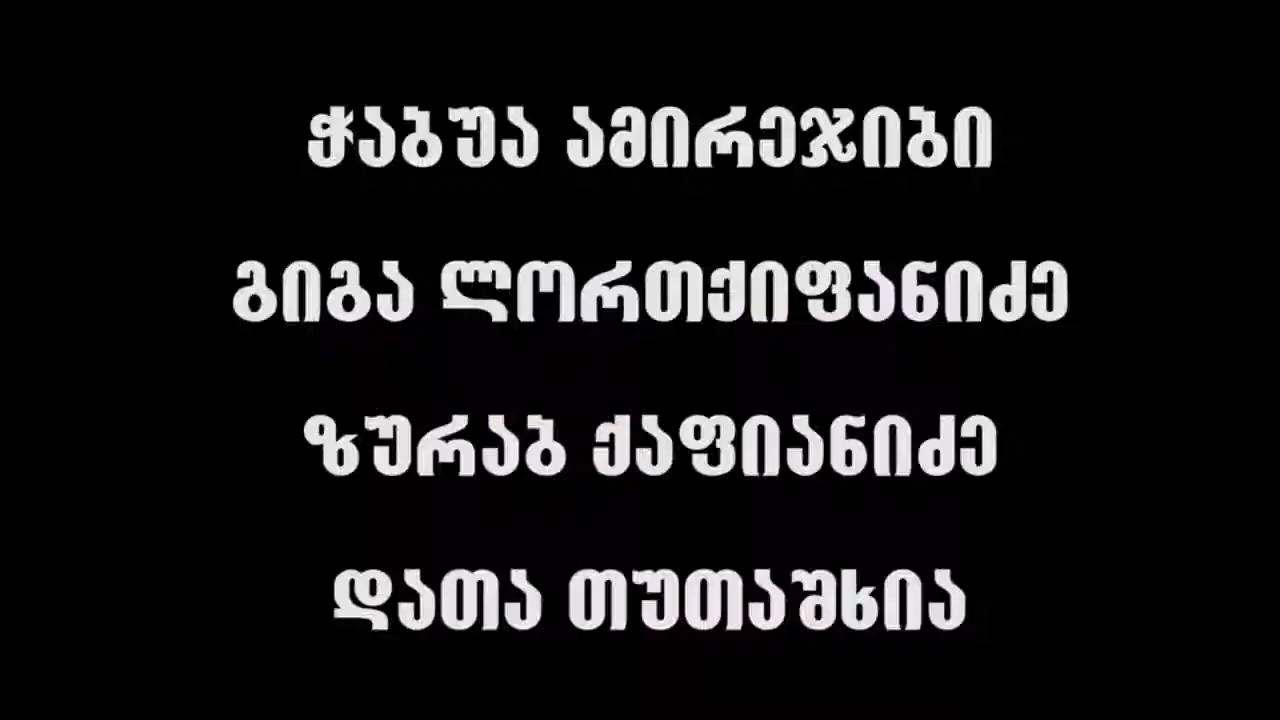 ჭაბუა ამირეჯიბი
გიგა ლორთქიფანიძე
ზურაბ ქაფიანიძე
დათა თუთაშხია